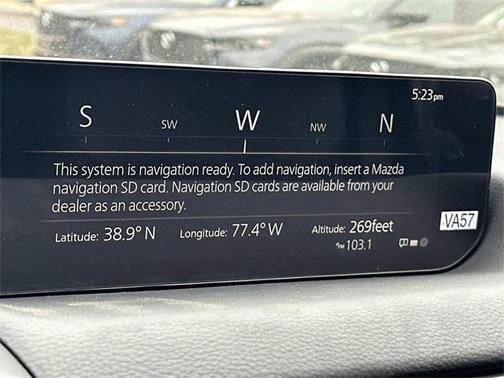 5:23pm
S SW W NW N
This system is navigation ready. To add navigation, insert a Mazda
navigation SD card. Navigation SD cards are available from your
dealer as an accessory.
Latitude: 38.9° N Longitude: 77.4° W Altitude: 269feet
FM 103.1
VA57